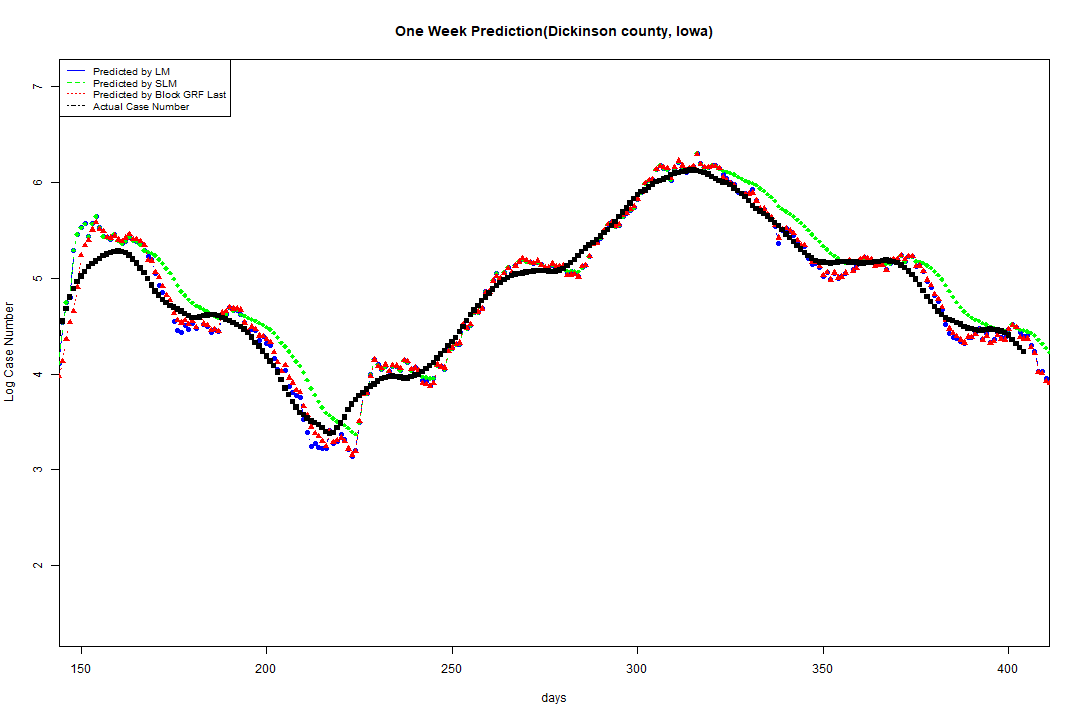 One Week Prediction(Dickinson county, Iowa)
Predicted by LM
Predicted by SLM
Predicted by Block GRF Last
Actual Case Number
7
6
5
4
3
2
Log Case Number
150 200 250 300 350 400
days